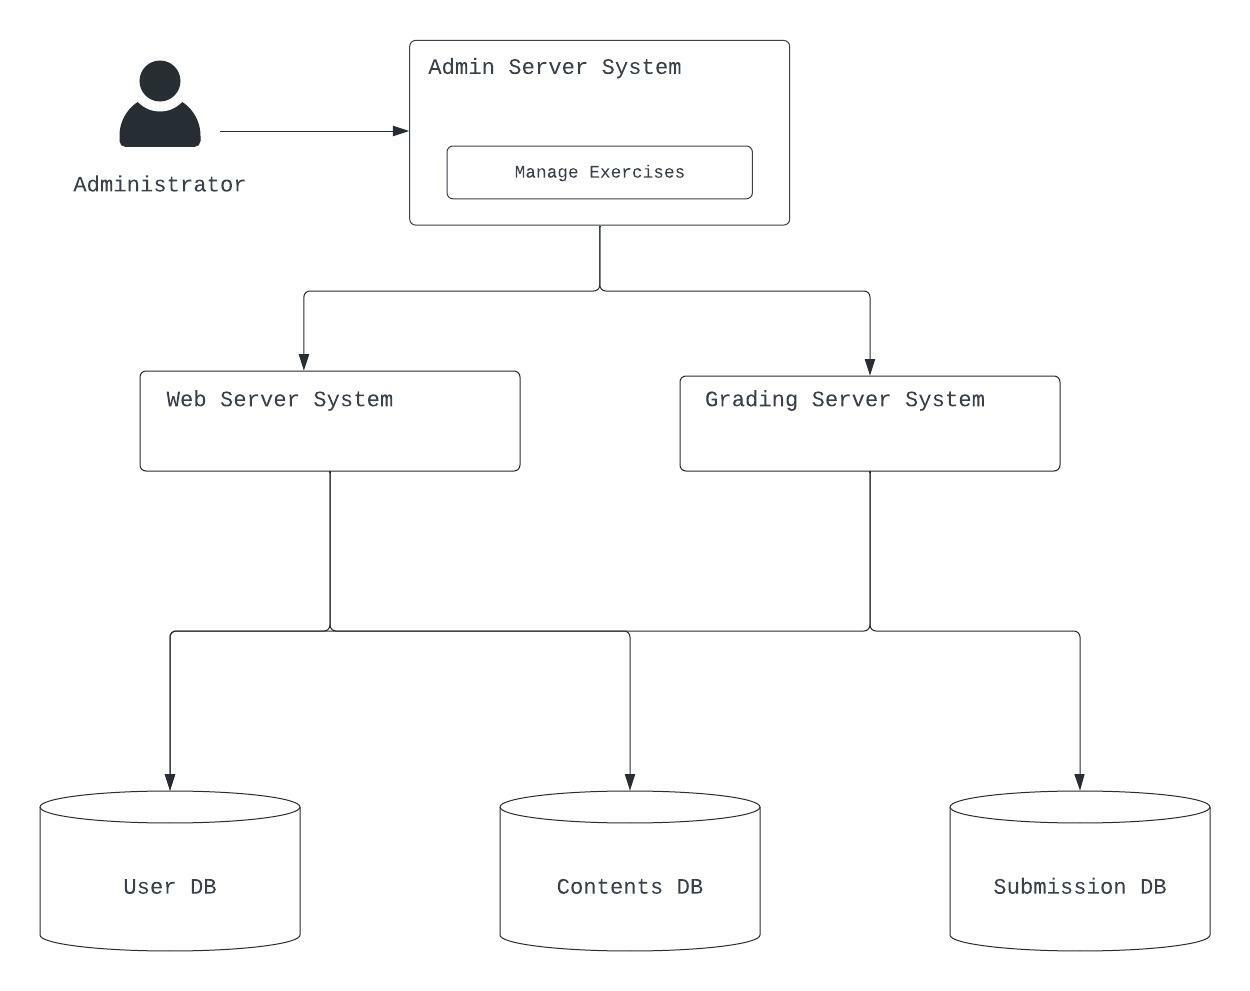 Admin Server System
Manage Exercises
Administrator
Web Server System
Grading Server System
User DB
Contents DB
Submission DB